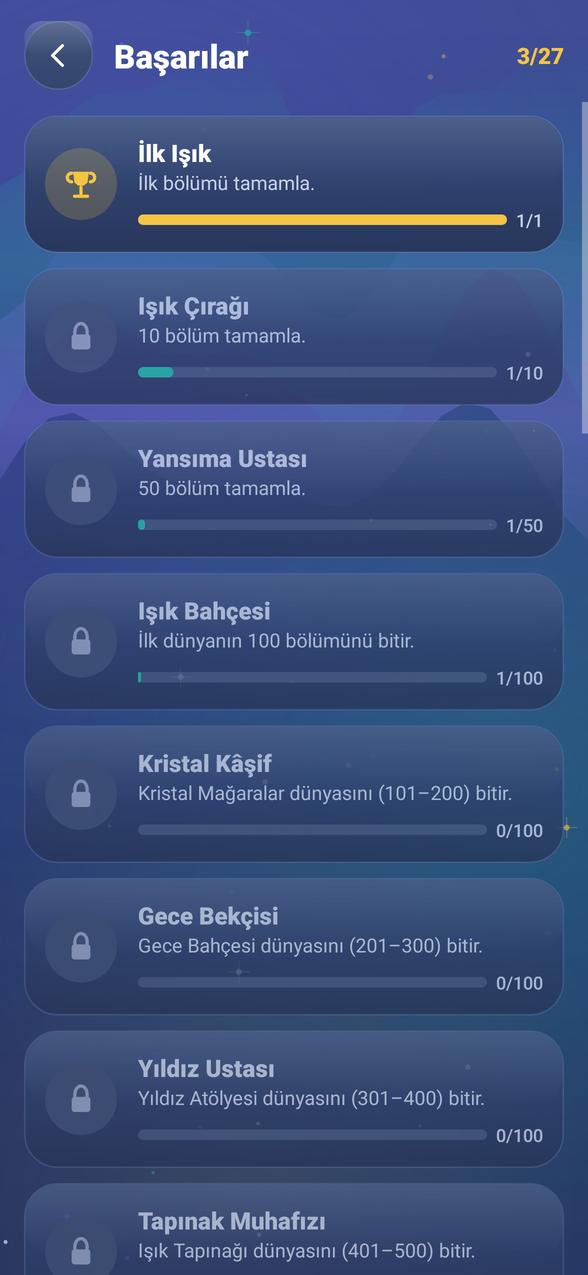 Başarılar
3/27
İlk Işık
İlk bölümü tamamla.
1/1
Işık Çırağı
10 bölüm tamamla.
1/10
Yansıma Ustası
50 bölüm tamamla.
1/50
Işık Bahçesi
İlk dünyanın 100 bölümünü bitir.
1/100
Kristal Kâşif
Kristal Mağaralar dünyasını (101–200) bitir.
0/100
Gece Bekçisi
Gece Bahçesi dünyasını (201–300) bitir.
0/100
Yıldız Ustası
Yıldız Atölyesi dünyasını (301–400) bitir.
0/100
Tapınak Muhafızı
Işık Tapınağı dünyasını (401–500) bitir.